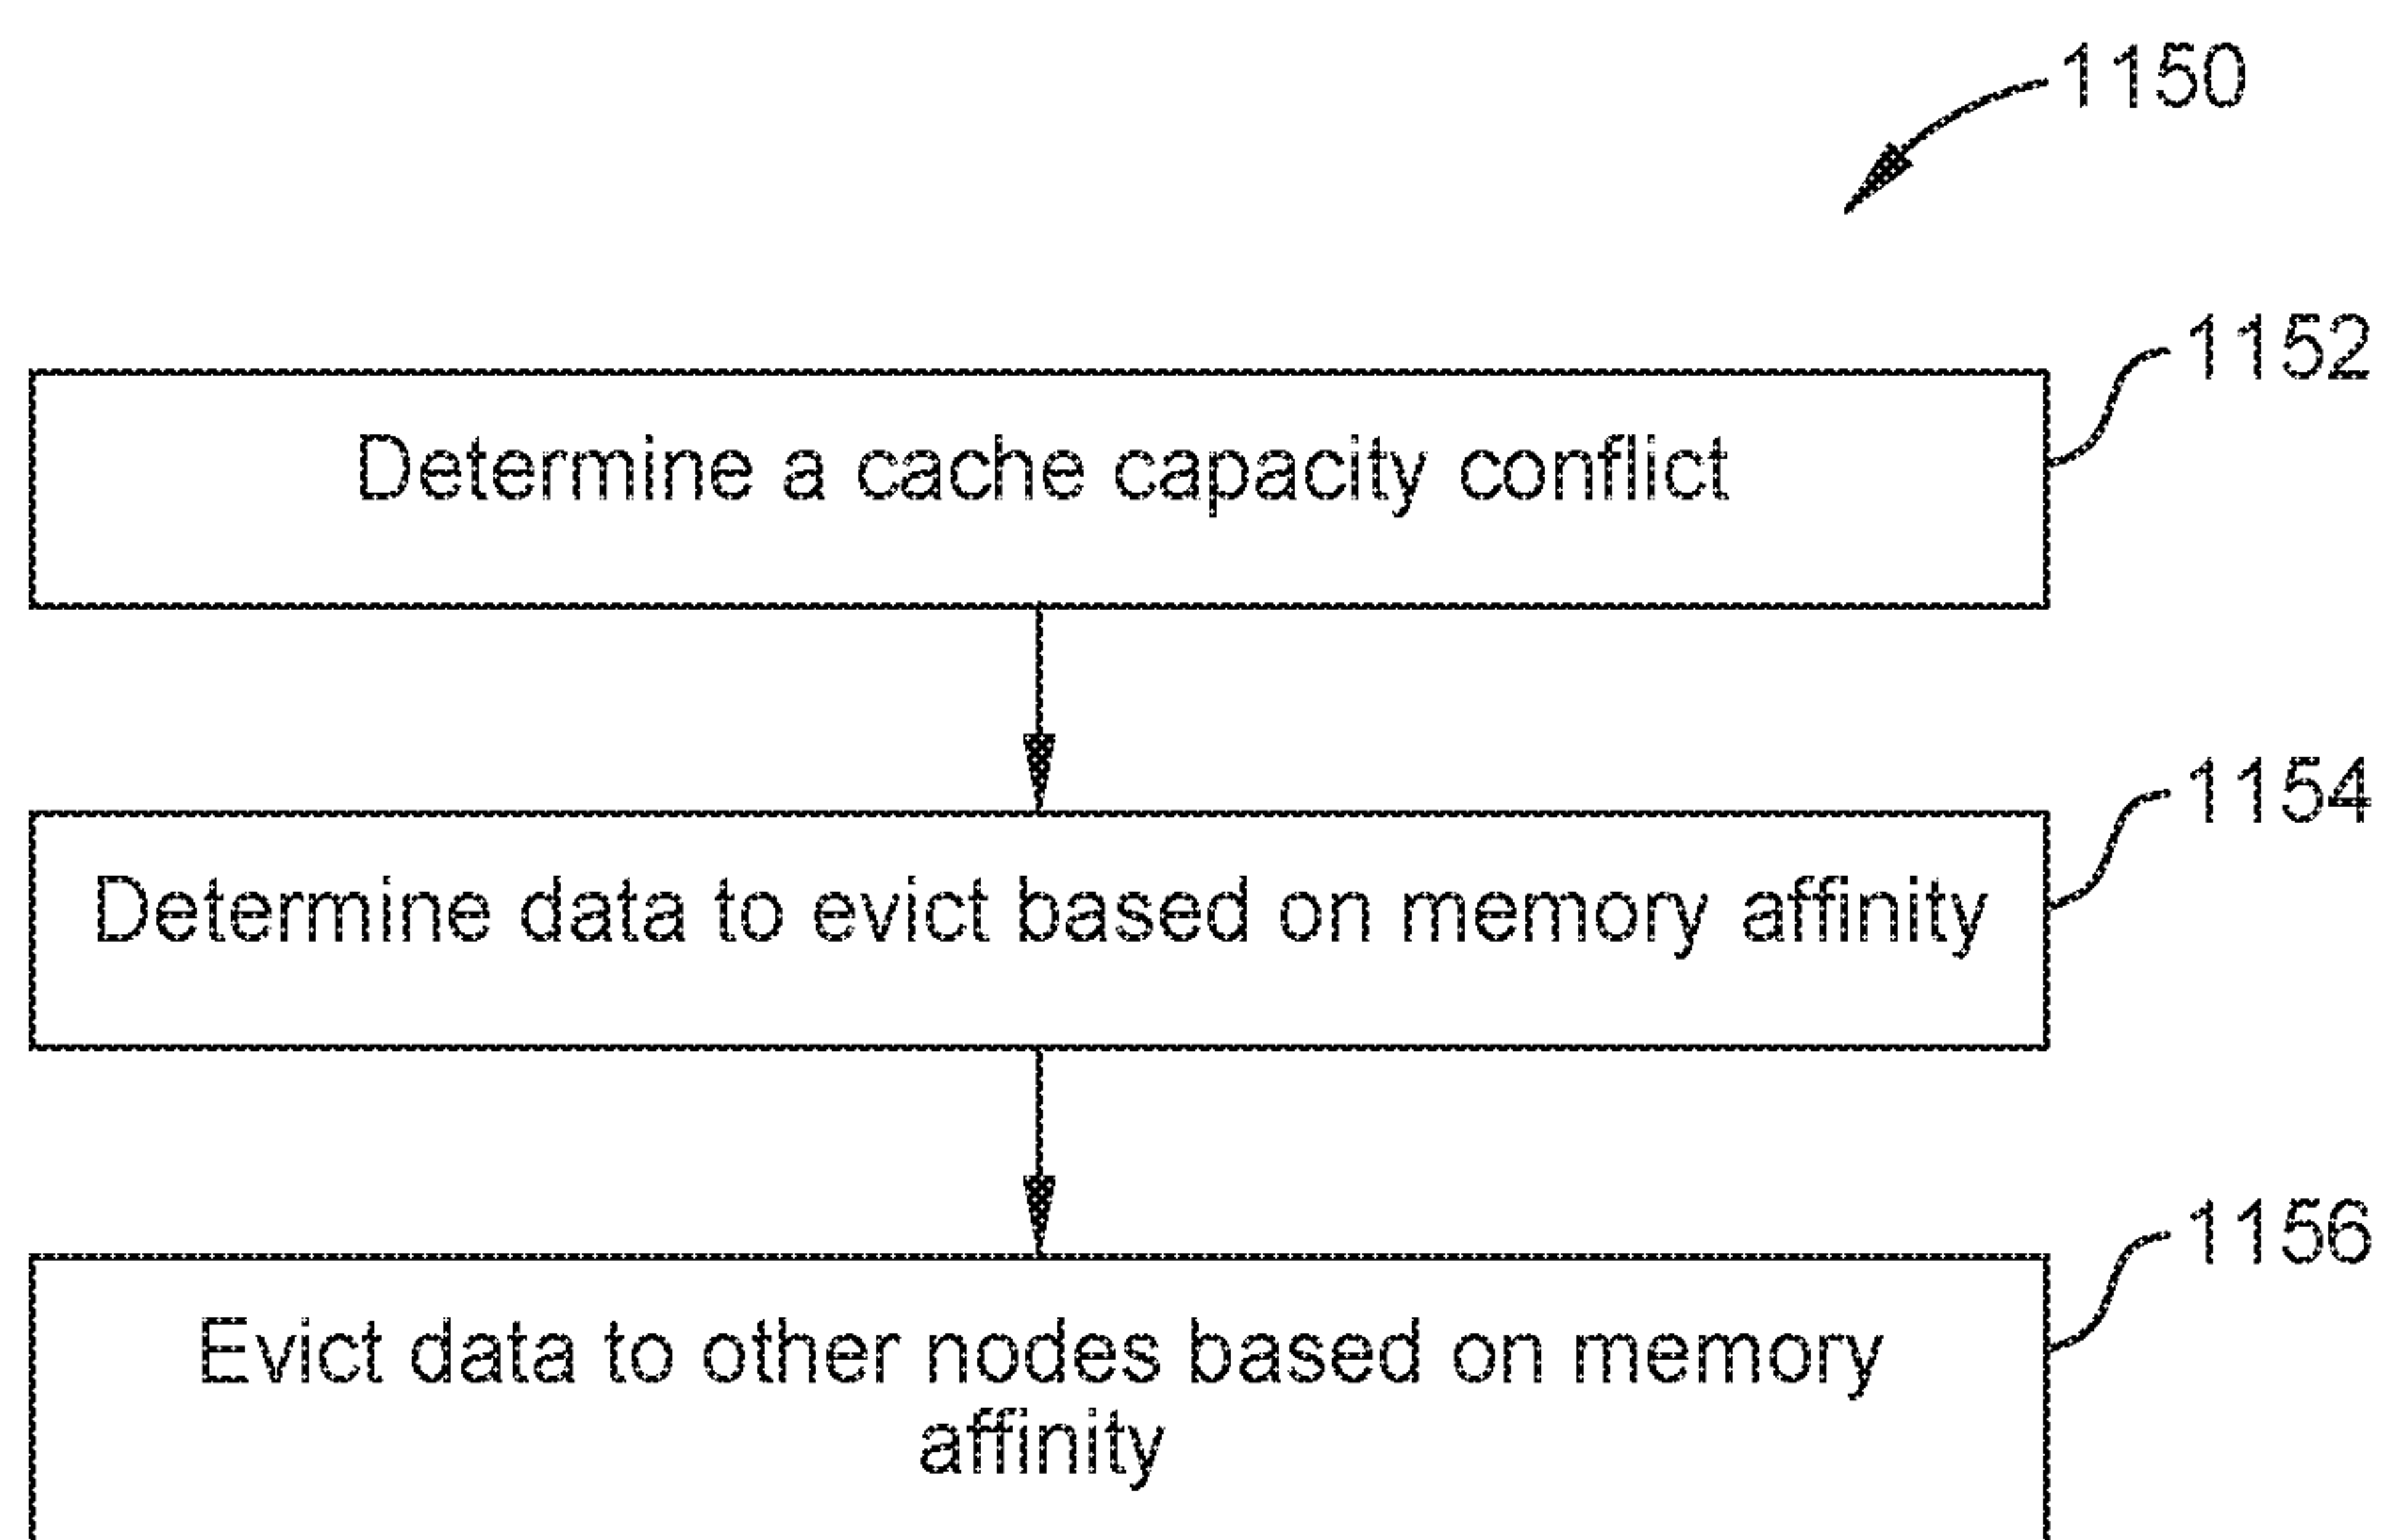 1150
1152
Determine a cache capacity conflict
1154
Determine data to evict based on memory affinity
1156
Evict data to other nodes based on memory
affinity